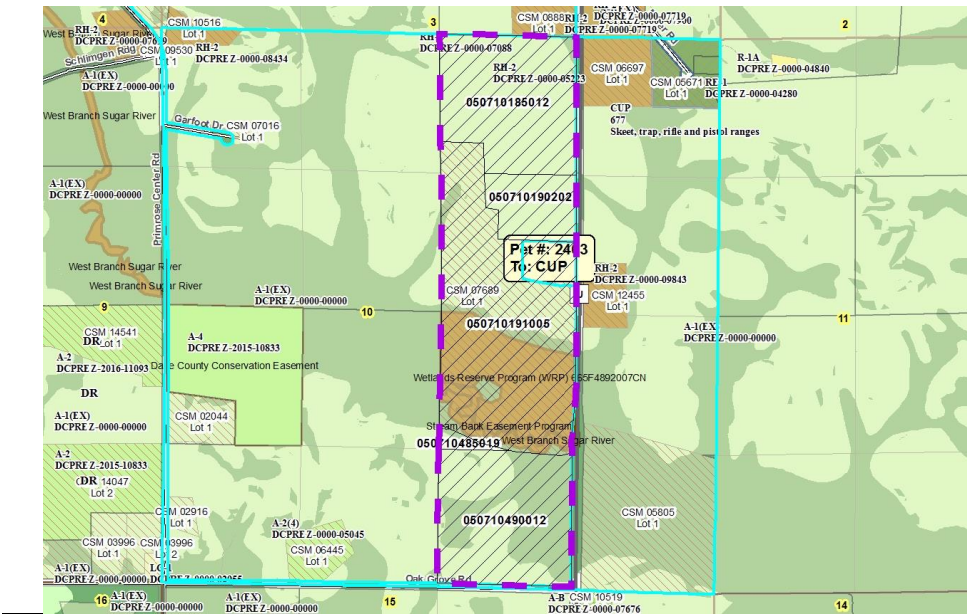 4
CSM 10516
Lot 1
3
CSM 0888
Lot 1
RH-2
DCPREZ-0000-07719
2
RH-2
West Branch Sugar River
Schlimgen Rdg
CSM 09530
RH-2
DCPREZ-0000-08434
DCPREZ-0000-07088
RH-2
DCPREZ-0000-05223
CSM 06697
Lot 1
CSM 05671
Lot 1
R-1A
DCPREZ-0000-04840
DCPREZ-0000-04280
A-1(EX)
DCPREZ-0000-00000
050710185012
CUP
677
Skeet, trap, rifle and pistol ranges
West Branch Sugar River
Garfoot Dr
CSM 07016
Lot 1
Primrose Center Rd
A-1(EX)
DCPREZ-0000-00000
050710190202
Pet #: 2463
To: CUP
West Branch Sugar River
West Branch Sugar River
RH-2
DCPREZ-0000-09843
CSM 12455
Lot 1
U
A-1(EX)
DCPREZ-0000-00000
CSM 07689
Lot 1
9
10
11
050710191005
A-1(EX)
DCPREZ-0000-00000
CSM 14541
Lot 1
DR
A-4
DCPREZ-2015-10833
A-2
DCPREZ-2016-11093
Dane County Conservation Easement
Wetlands Reserve Program (WRP) 665F4892007CN
DR
A-1(EX)
DCPREZ-0000-00000
CSM 02044
Lot 1
Stream Bank Easement Program
West Branch Sugar River
050710485019
A-2
DCPREZ-2015-10833
DR
14047
Lot 2
CSM 02916
Lot 1
050710490012
CSM 05805
Lot 1
A-2(4)
DCPREZ-0000-05045
CSM 06445
Lot 1
CSM 03996
Lot 1
CSM 03996
Lot 2
A-1(EX)
DCPREZ-0000-00000
Oak Grove Rd
16
A-1(EX)
DCPREZ-0000-00000
A-1(EX)
DCPREZ-0000-00000
15
A-B
CSM 10519
DCPREZ-0000-07676
14